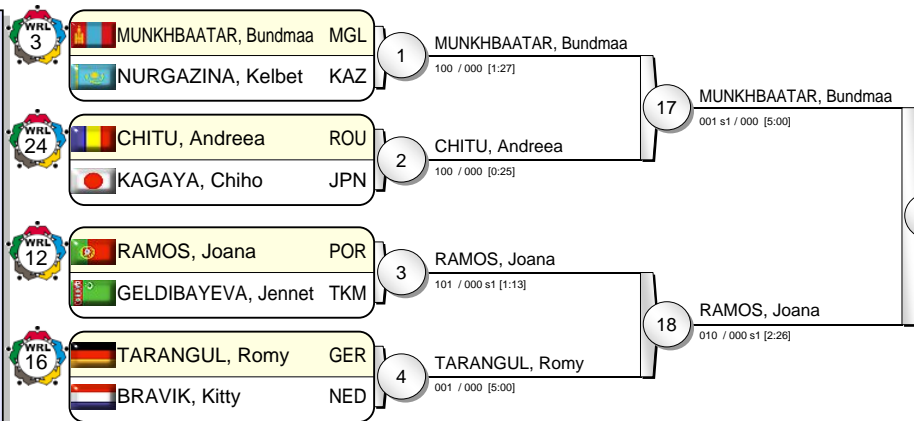 WRL
3
MUNKHBAATAR, Bundmaa MGL
NURGAZINA, Kelbet KAZ
1
MUNKHBAATAR, Bundmaa
100 / 000 [1:27]
WRL
24
CHITU, Andreea ROU
KAGAYA, Chiho JPN
2
CHITU, Andreea
100 / 000 [0:25]
17
MUNKHBAATAR, Bundmaa
001 s1 / 000 [5:00]
WRL
12
RAMOS, Joana POR
GELDIBAYEVA, Jennet TKM
3
RAMOS, Joana
101 / 000 s1 [1:13]
WRL
16
TARANGUL, Romy GER
BRAVIK, Kitty NED
4
TARANGUL, Romy
001 / 000 [5:00]
18
RAMOS, Joana
010 / 000 s1 [2:26]